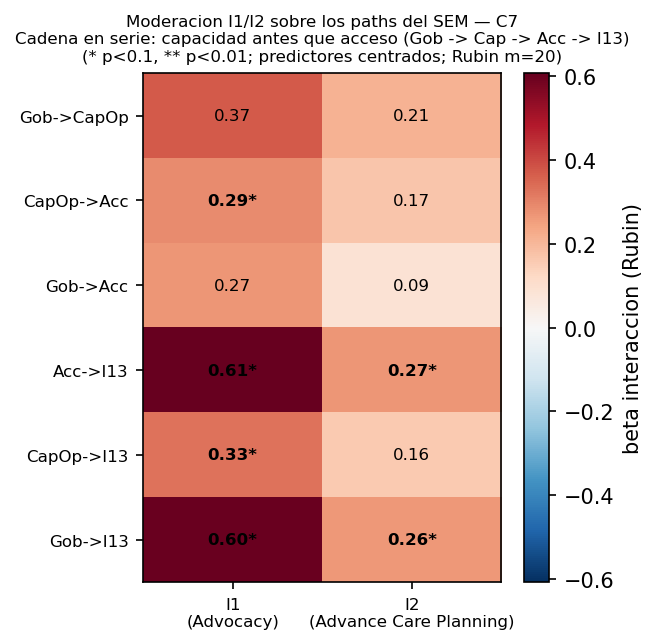 Moderacion I1/I2 sobre los paths del SEM — C7
Cadena en serie: capacidad antes que acceso (Gob -> Cap -> Acc -> I13)
(* p<0.1, ** p<0.01; predictores centrados; Rubin m=20)
Gob->CapOp 0.37 0.21
CapOp->Acc 0.29* 0.17
Gob->Acc 0.27 0.09
Acc->I13 0.61* 0.27*
CapOp->I13 0.33* 0.16
Gob->I13 0.60* 0.26*
I1 I2
(Advocacy) (Advance Care Planning)
0.6
0.4
0.2
0.0
−0.2
−0.4
−0.6
beta interaccion (Rubin)